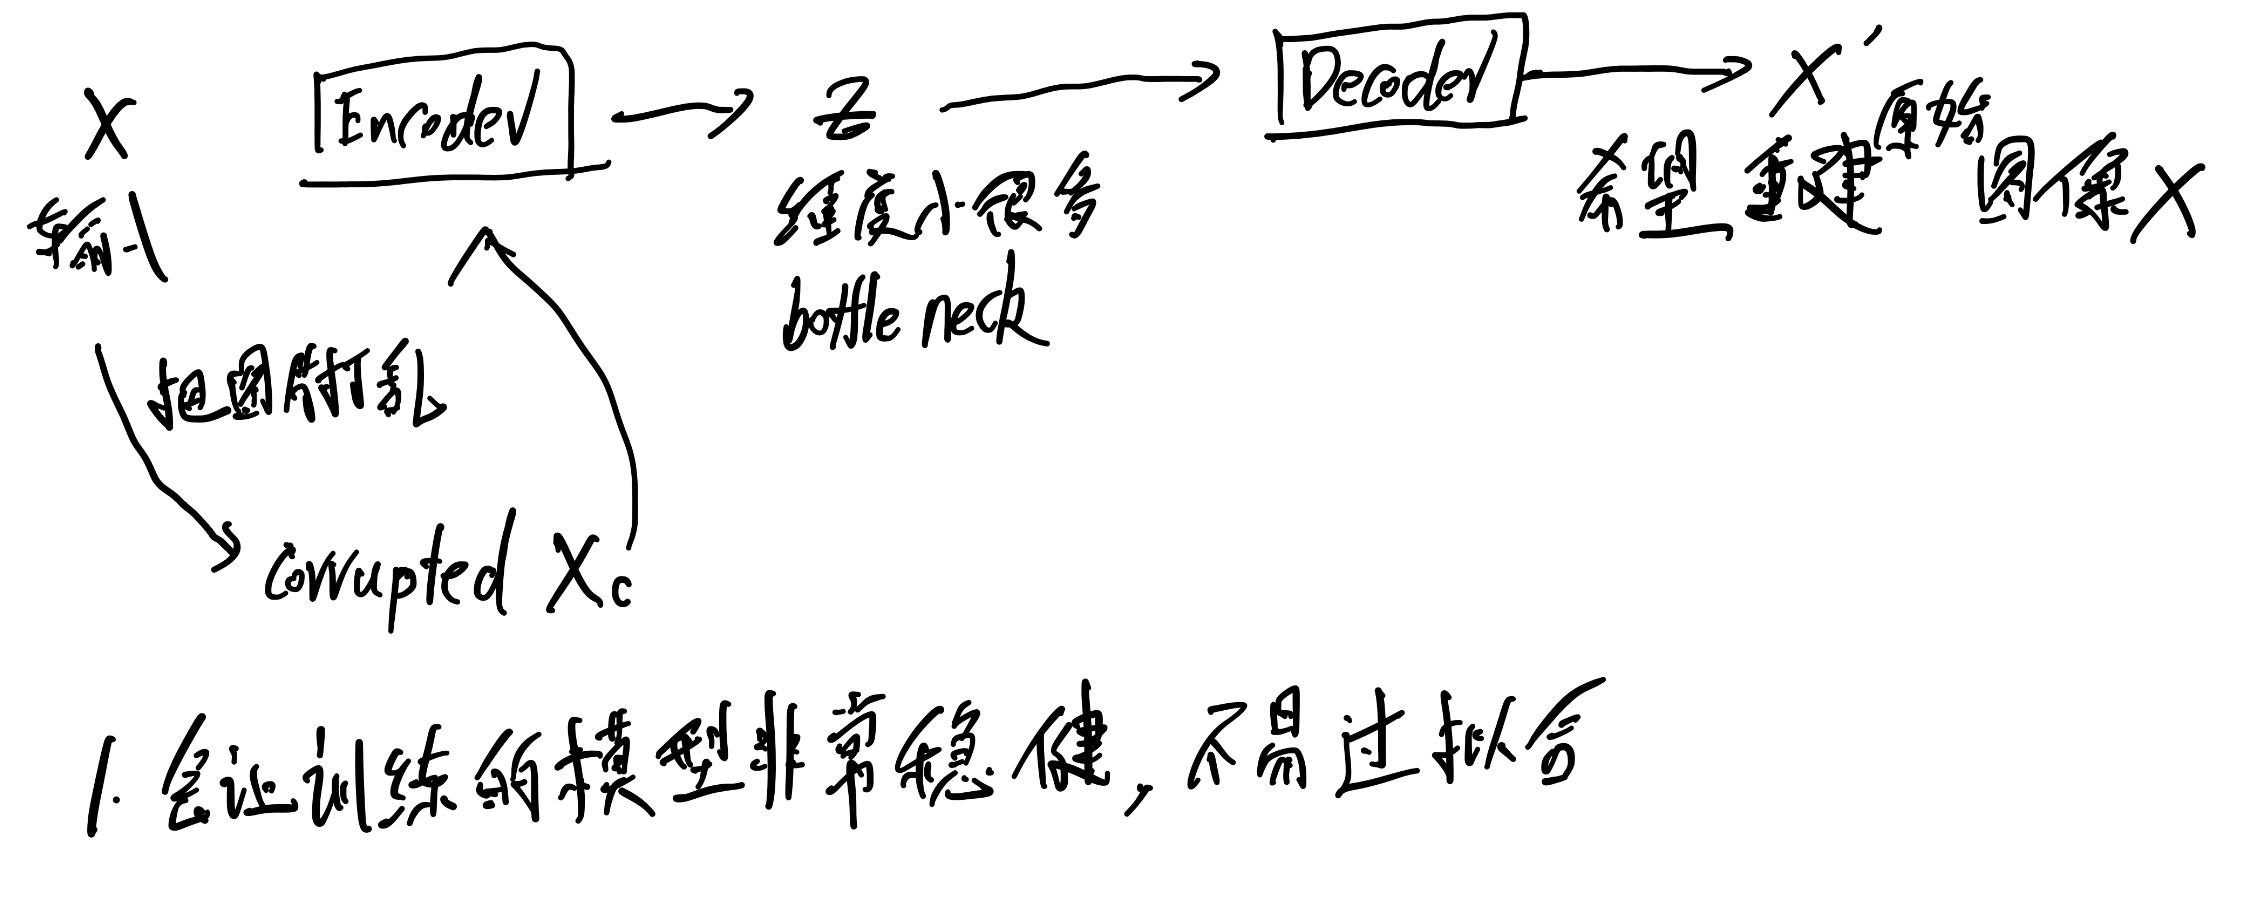 X
输入
Encoder
Z
维度小很多
bottle neck
Decoder
X'
希望重建原始图像X
把图片打乱
Corrupted Xc
1. 会让训练的模型非常稳健，不易过拟合